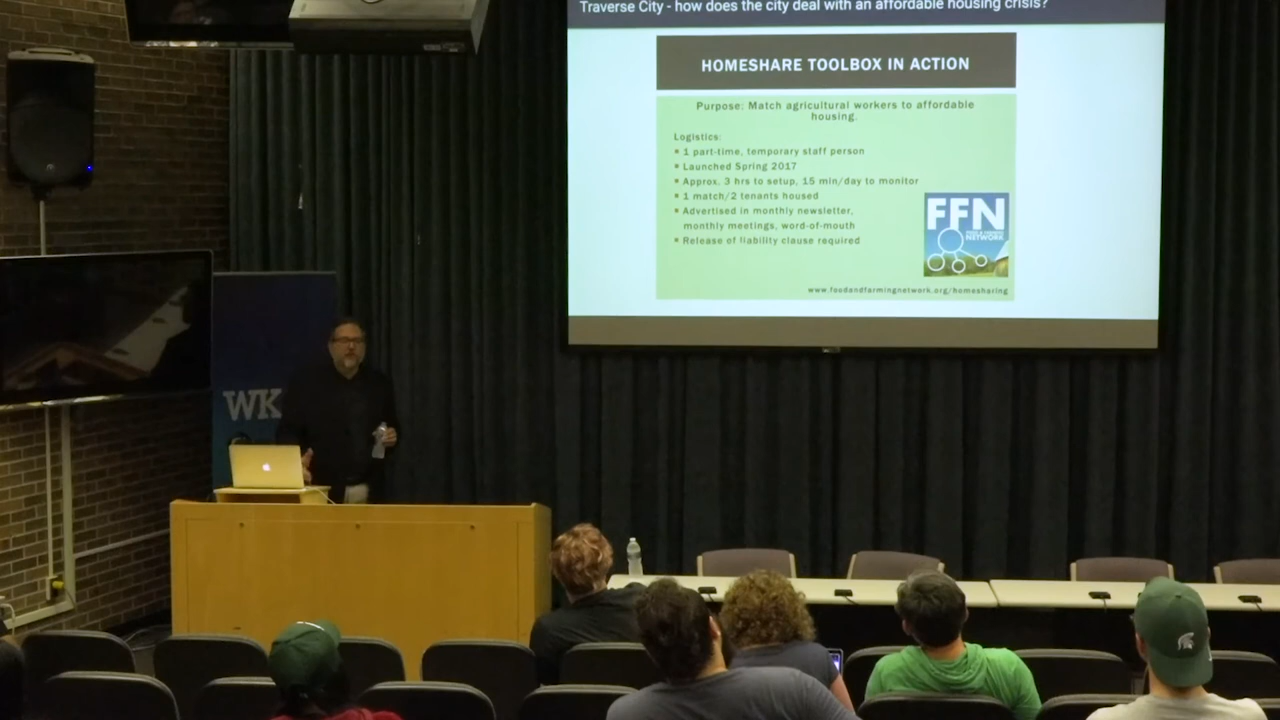 Traverse City - how does the city deal with an affordable housing crisis?
HOMESHARE TOOLBOX IN ACTION
Purpose: Match agricultural workers to affordable
housing.
Logistics:
▪ 1 part-time, temporary staff person
▪ Launched Spring 2017
▪ Approx. 3 hrs to setup, 15 min/day to monitor
▪ 1 match/2 tenants housed
▪ Advertised in monthly newsletter,
monthly meetings, word-of-mouth
▪ Release of liability clause required
FFN
FOOD & FARMING
NETWORK
www.foodandfarmingnetwork.org/homesharing
WK